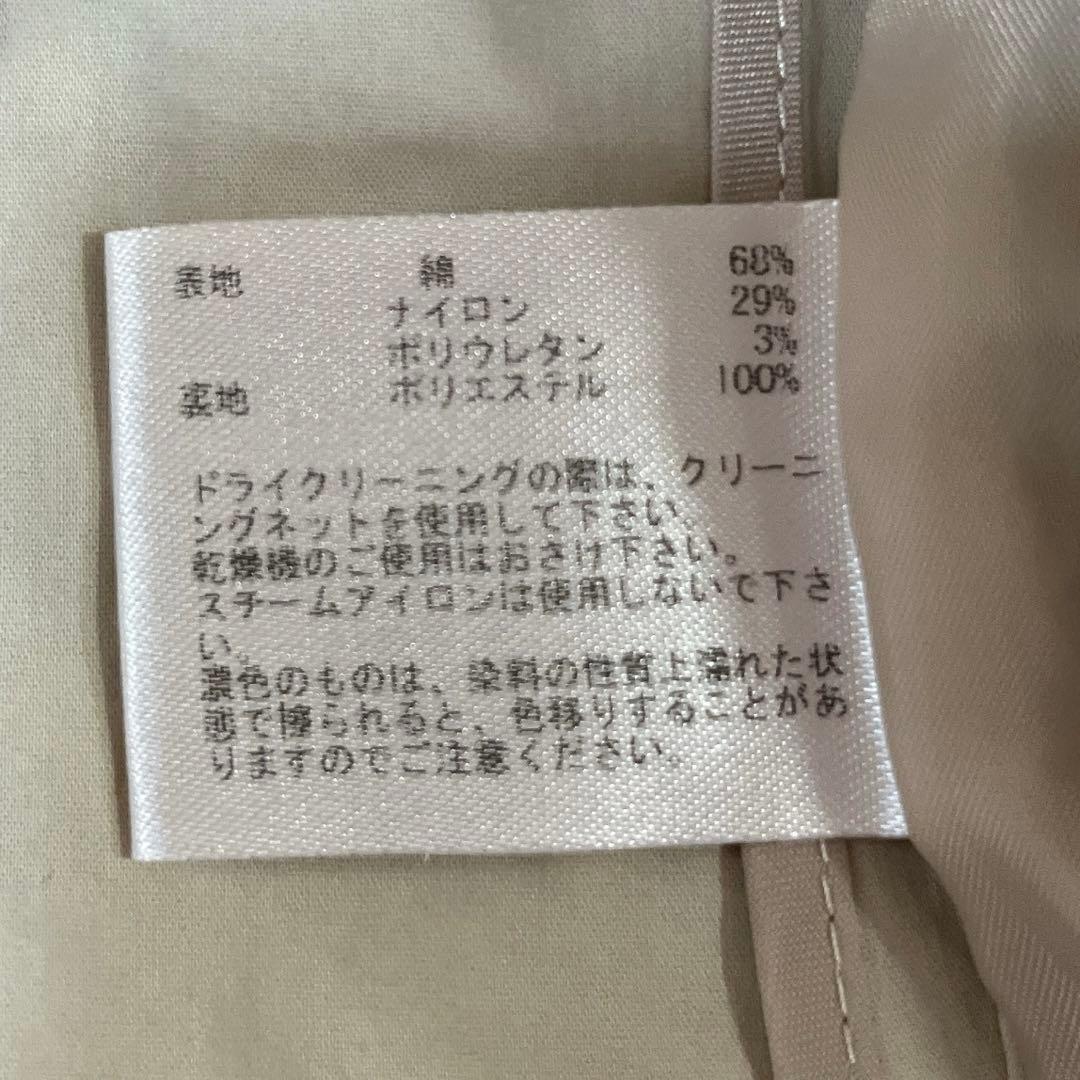 表地 綿 68%
ナイロン 29%
ポリウレタン 3%
裏地 ポリエステル 100%
ドライクリーニングの際は、クリーニ
ングネットを使用して下さい。
乾燥機のご使用はおさけ下さい。
スチームアイロンは使用しないで下さ
い。
濃色のものは、染料の性質上濡れた状
態で擦られると、色移りすることがあ
りますのでご注意ください。